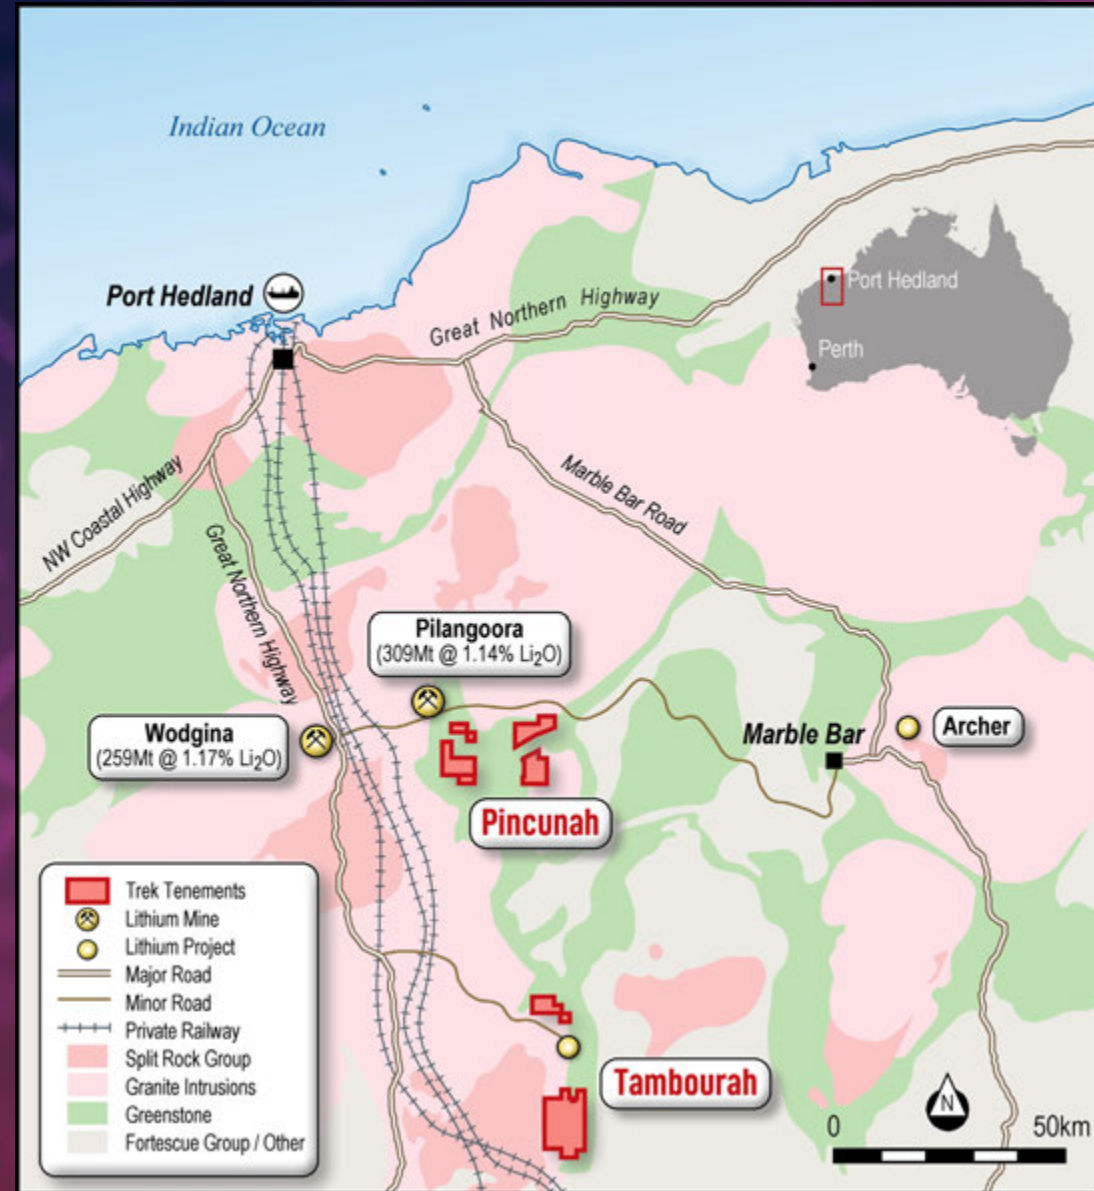 Indian Ocean
Port Hedland
Great Northern Highway
Port Hedland
Perth
NW Coastal Highway
Great Northern Highway
Marble Bar Road
Pilangoora
(309Mt @ 1.14% Li₂O)
Wodgina
(259Mt @ 1.17% Li₂O)
Marble Bar
Archer
Pincunah
Trek Tenements
Lithium Mine
Lithium Project
Major Road
Minor Road
Private Railway
Split Rock Group
Granite Intrusions
Greenstone
Fortescue Group / Other
Tambourah
N
0 50km